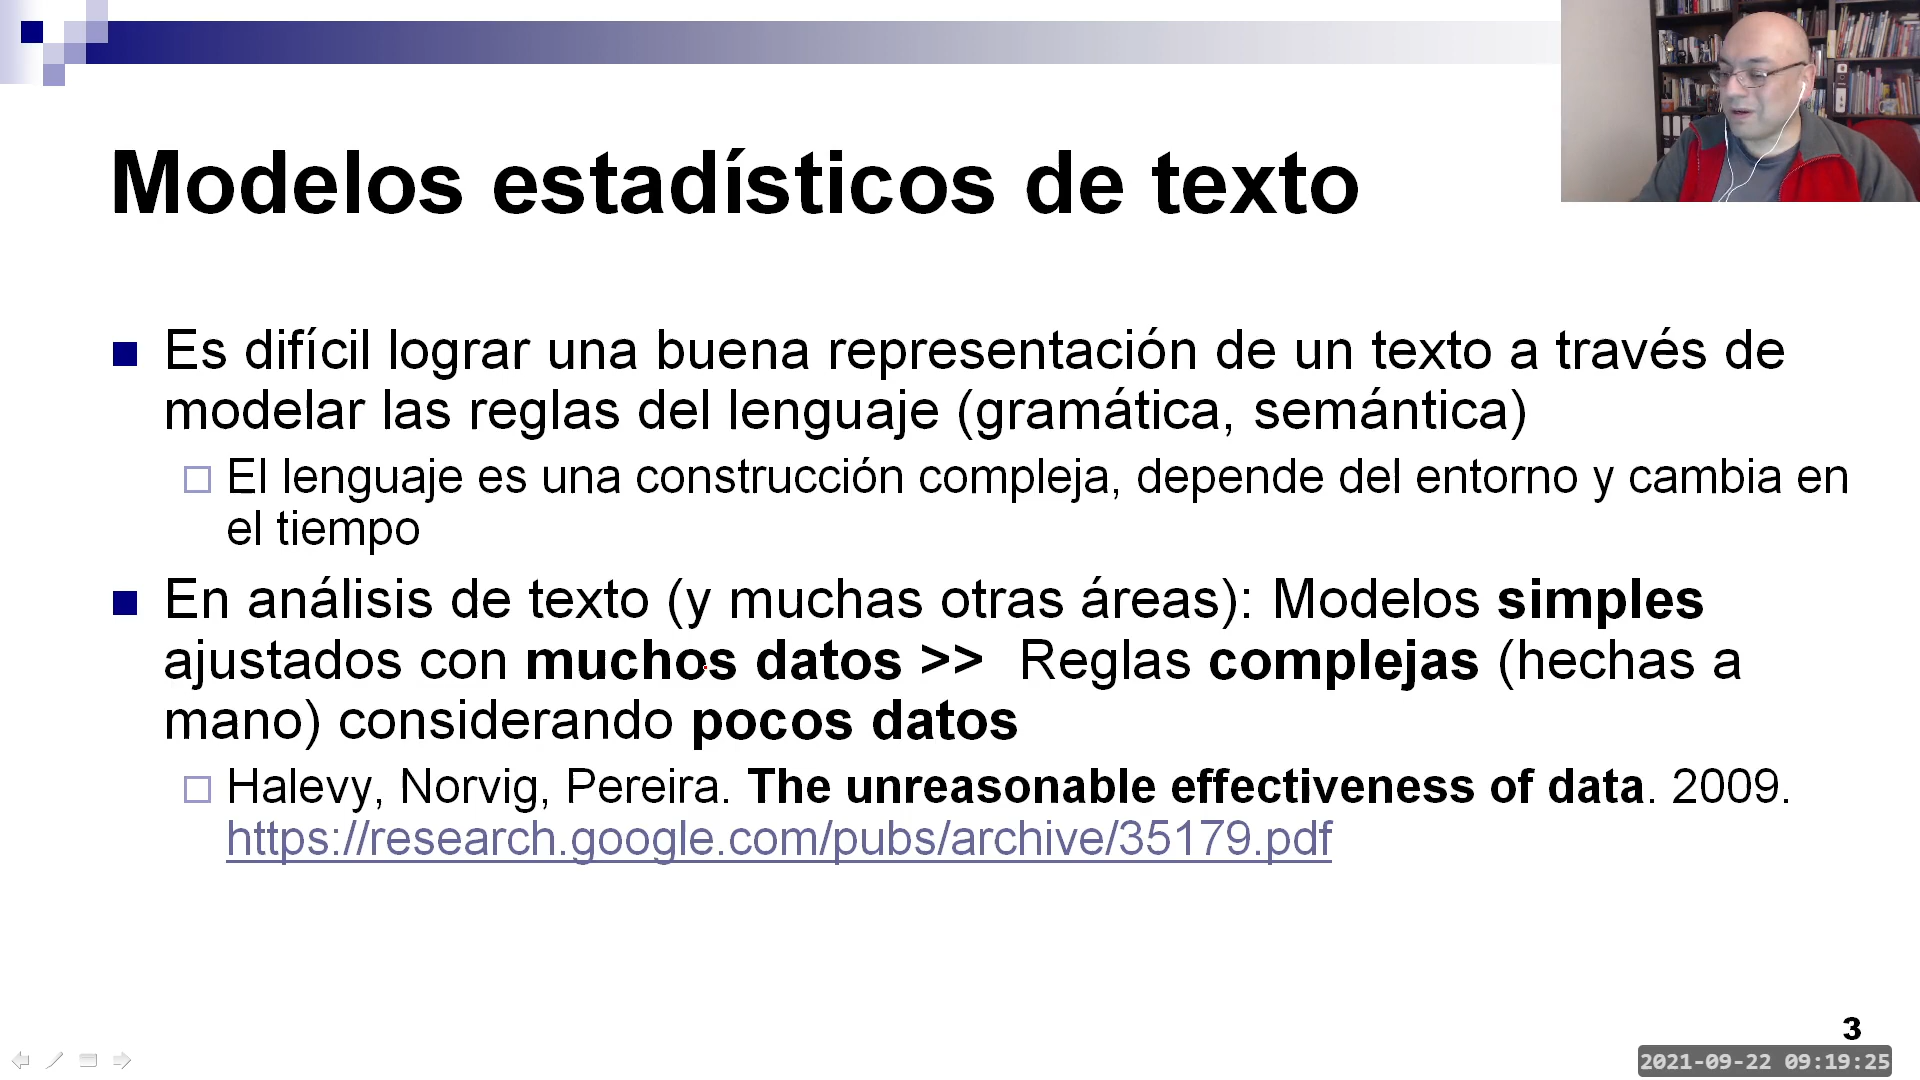 Modelos estadísticos de texto
Es difícil lograr una buena representación de un texto a través de
modelar las reglas del lenguaje (gramática, semántica)
El lenguaje es una construcción compleja, depende del entorno y cambia en
el tiempo
En análisis de texto (y muchas otras áreas): Modelos simples
ajustados con muchos datos >> Reglas complejas (hechas a
mano) considerando pocos datos
Halevy, Norvig, Pereira. The unreasonable effectiveness of data. 2009.
https://research.google.com/pubs/archive/35179.pdf
3
2021-09-22 09:19:25